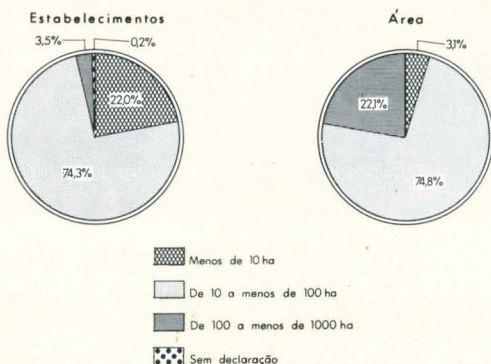 Estabelecimentos
3,5%
0,2%
22,0%
74,3%
Área
3,1%
22,1%
74,8%
Menos de 10 ha
De 10 a menos de 100 ha
De 100 a menos de 1000 ha
Sem declaração